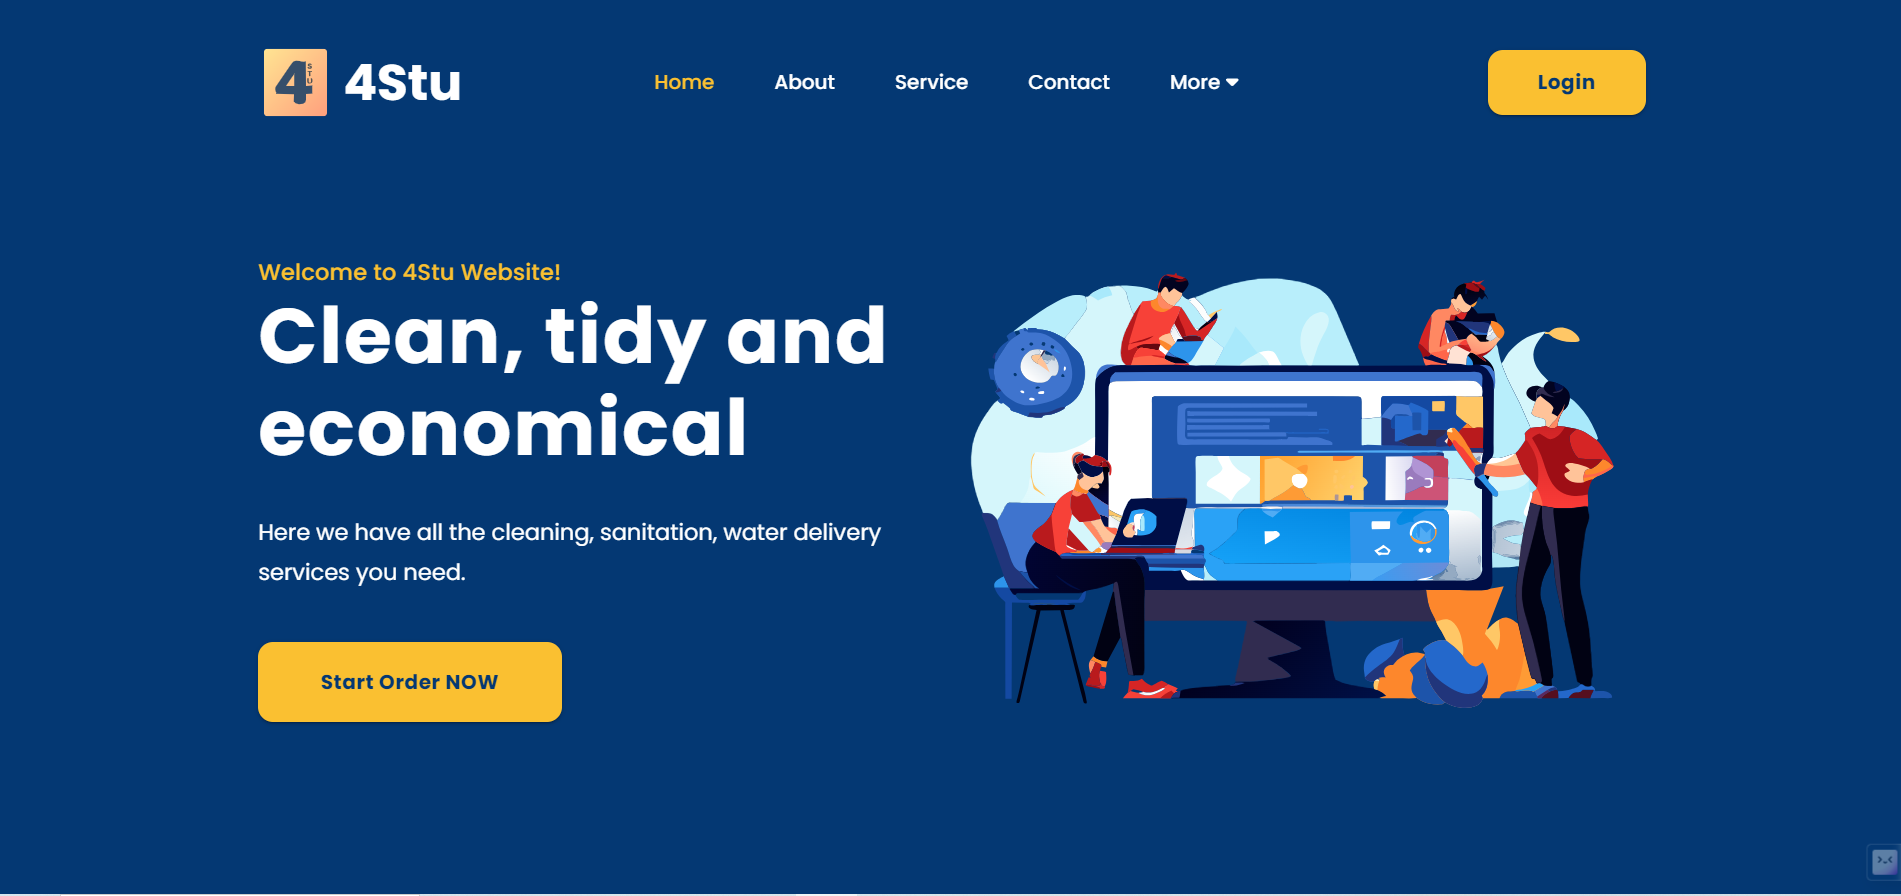 4
STU
4Stu
Home
About
Service
Contact
More
Login
Welcome to 4Stu Website!
Clean, tidy and
economical
Here we have all the cleaning, sanitation, water delivery
services you need.
Start Order NOW